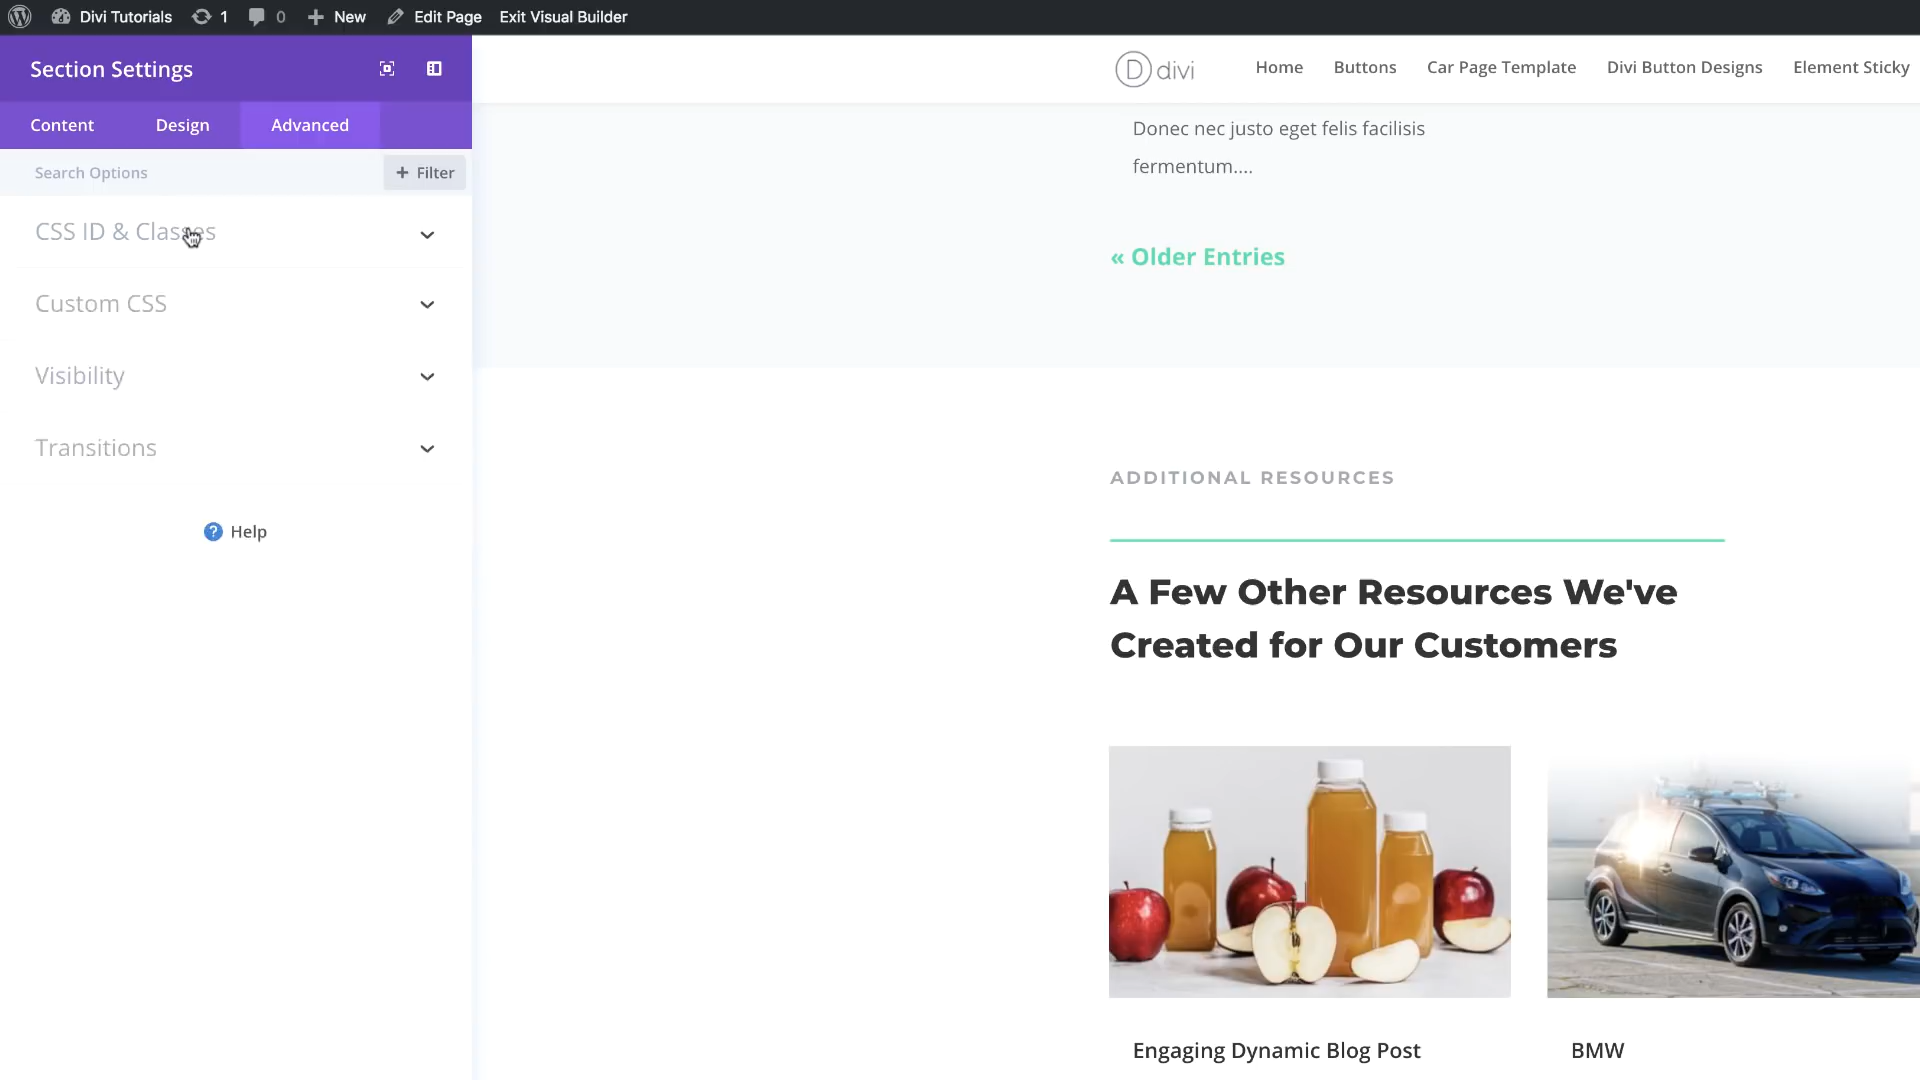 Divi Tutorials 1 0 New Edit Page Exit Visual Builder
Section Settings
Content Design Advanced
Search Options + Filter
CSS ID & Classes
Custom CSS
Visibility
Transitions
? Help
D divi Home Buttons Car Page Template Divi Button Designs Element Sticky
Donec nec justo eget felis facilisis
fermentum....
« Older Entries
ADDITIONAL RESOURCES
A Few Other Resources We've
Created for Our Customers
Engaging Dynamic Blog Post
BMW